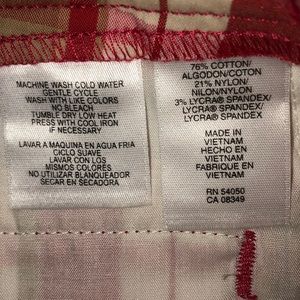 MACHINE WASH COLD WATER
GENTLE CYCLE
WASH WITH LIKE COLORS
NO BLEACH
TUMBLE DRY LOW HEAT
PRESS WITH COOL IRON
IF NECESSARY
LAVAR A MAQUINA EN AGUA FRIA
CICLO SUAVE
LAVAR CON LOS
MISMOS COLORES
NO UTILIZAR BLANQUEADOR
SECAR EN SECADORA
76% COTTON/
ALGODON/COTON
21% NYLON/
NILON/NYLON
3% LYCRA® SPANDEX/
LYCRA® SPANDEX/
LYCRA® SPANDEX
MADE IN
VIETNAM
HECHO EN
VIETNAM
FABRIQUE EN
VIETNAM
RN 54050
CA 08349